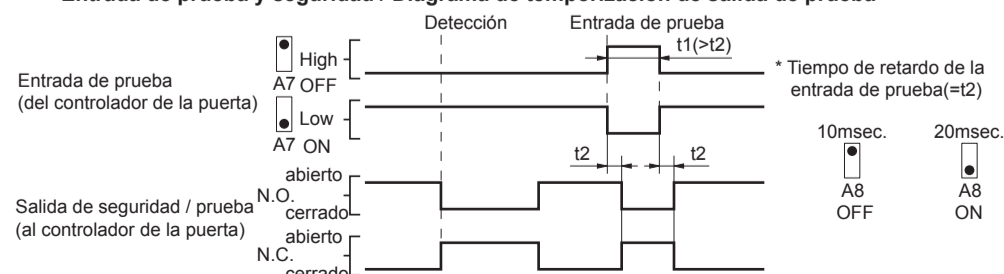 Entrada de prueba y seguridad / Diagrama de temporización de salida de prueba
Detección
Entrada de prueba
t1(>t2)
High
A7 OFF
Entrada de prueba
(del controlador de la puerta)
Low
A7 ON
* Tiempo de retardo de la
entrada de prueba(=t2)
10msec.
20msec.
A8
OFF
A8
ON
t2
t2
abierto
N.O.
cerrado
Salida de seguridad / prueba
(al controlador de la puerta)
abierto
N.C.
cerrado